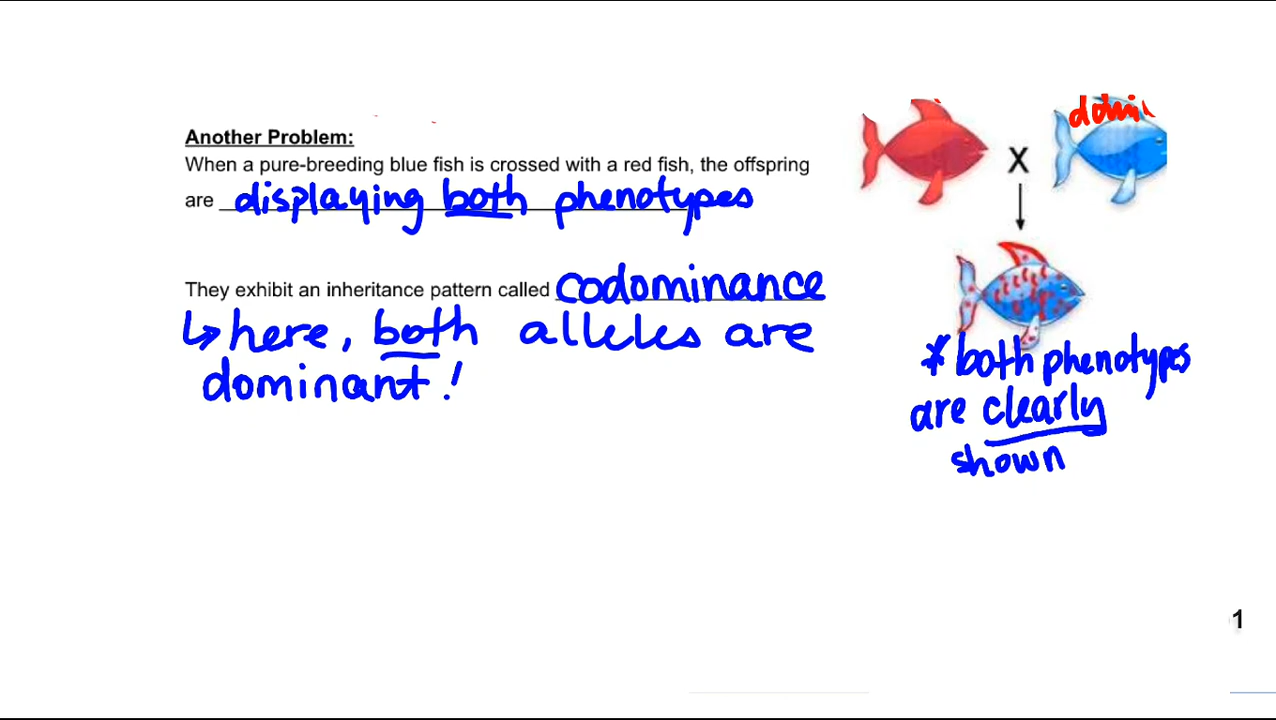 Another Problem:
When a pure-breeding blue fish is crossed with a red fish, the offspring
are displaying both phenotypes
They exhibit an inheritance pattern called codominance
↳ here, both alleles are
dominant!
domi
X
* both phenotypes
are clearly
shown
1